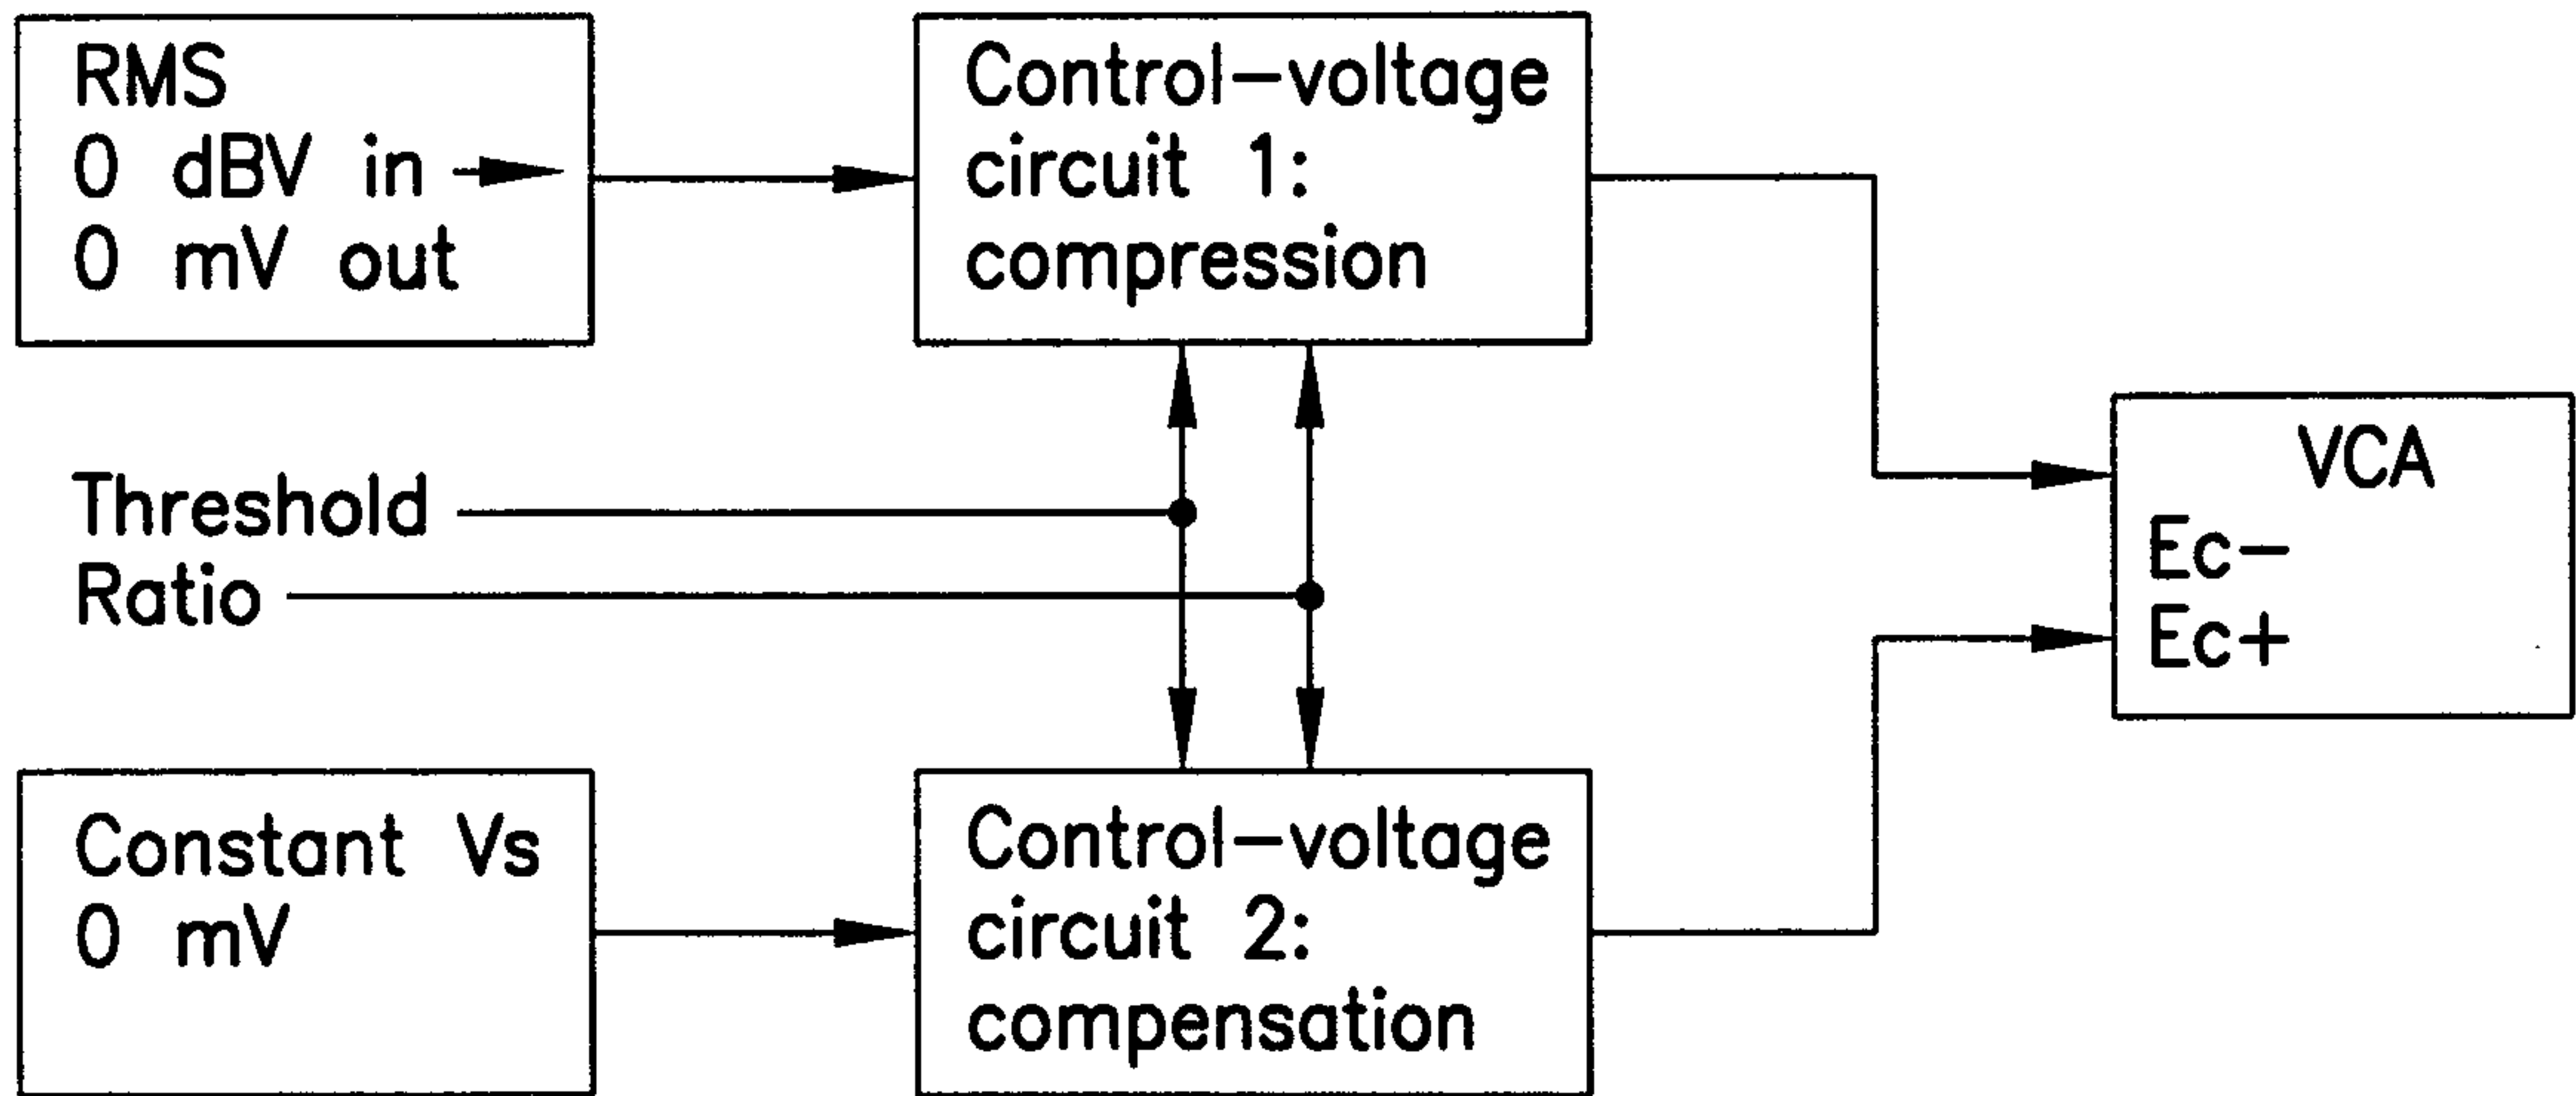 RMS
0 dBV in
0 mV out
Control-voltage
circuit 1:
compression
Threshold
Ratio
VCA
Ec-
Ec+
Constant Vs
0 mV
Control-voltage
circuit 2:
compensation